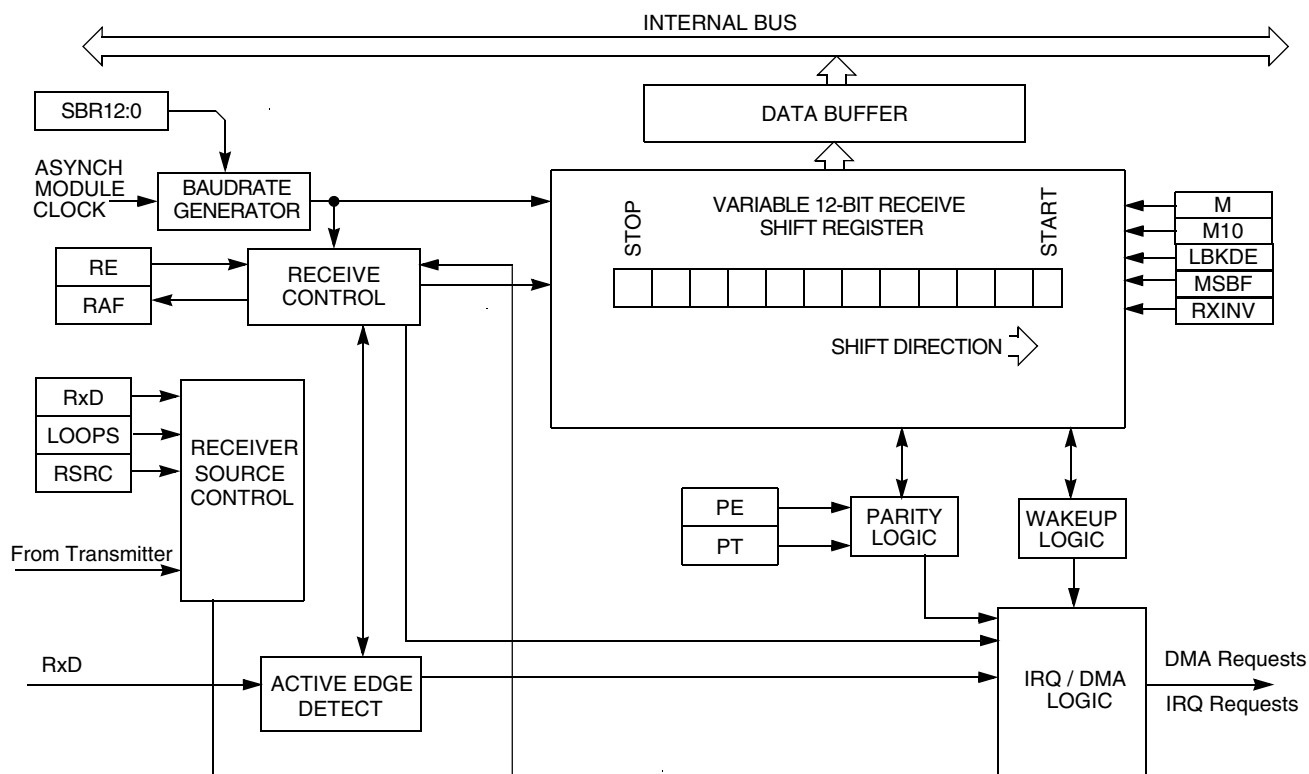 INTERNAL BUS
SBR12:0
DATA BUFFER
ASYNCH
MODULE
CLOCK
BAUDRATE
GENERATOR
STOP
VARIABLE 12-BIT RECEIVE
SHIFT REGISTER
START
M
M10
LBKDE
MSBF
RXINV
RE
RAF
RECEIVE
CONTROL
SHIFT DIRECTION
RxD
LOOPS
RSRC
RECEIVER
SOURCE
CONTROL
PE
PT
PARITY
LOGIC
WAKEUP
LOGIC
From Transmitter
RxD
ACTIVE EDGE
DETECT
IRQ / DMA
LOGIC
DMA Requests
IRQ Requests